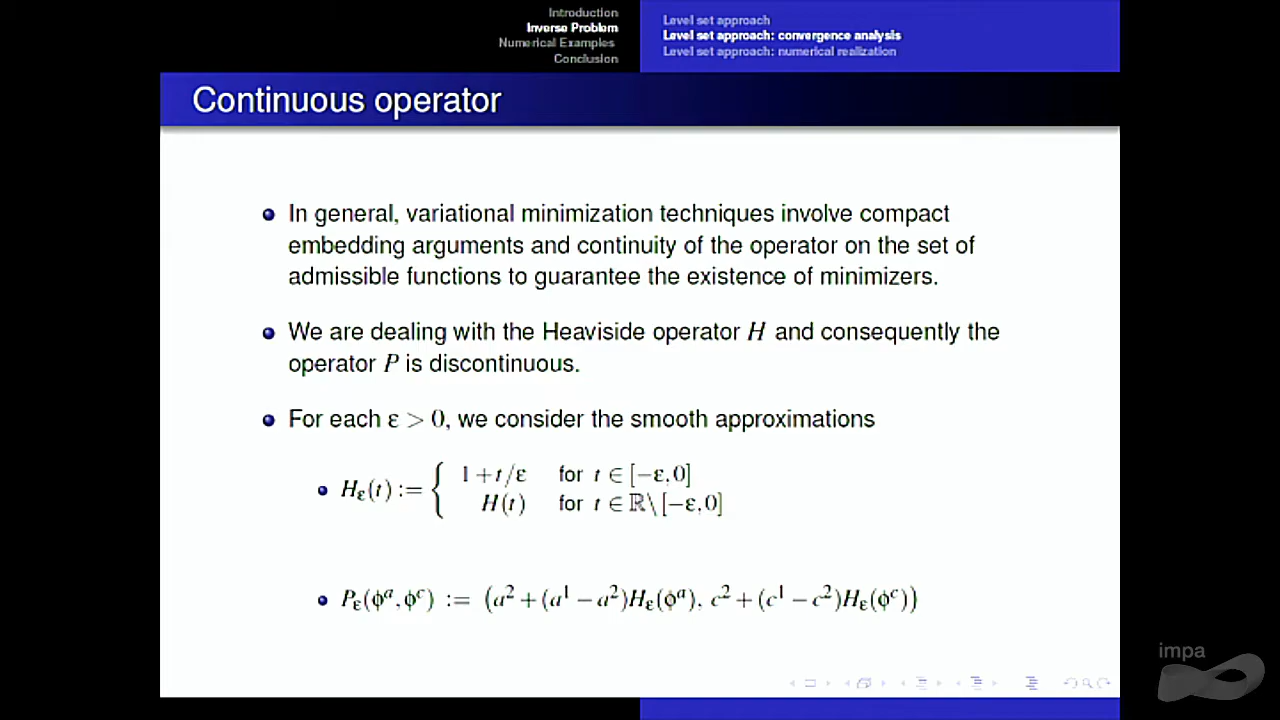 Introduction
Inverse Problem
Numerical Examples
Conclusion
Level set approach
Level set approach: convergence analysis
Level set approach: numerical realization
Continuous operator
In general, variational minimization techniques involve compact
embedding arguments and continuity of the operator on the set of
admissible functions to guarantee the existence of minimizers.
We are dealing with the Heaviside operator H and consequently the
operator P is discontinuous.
For each ε > 0, we consider the smooth approximations
Hε(t) := { 1+t/ε for t ∈ [−ε,0]
H(t) for t ∈ ℝ\[−ε,0]
Pε(ϕᵃ,ϕᶜ) := (a²+(a¹−a²)Hε(ϕᵃ), c²+(c¹−c²)Hε(ϕᶜ))
impa